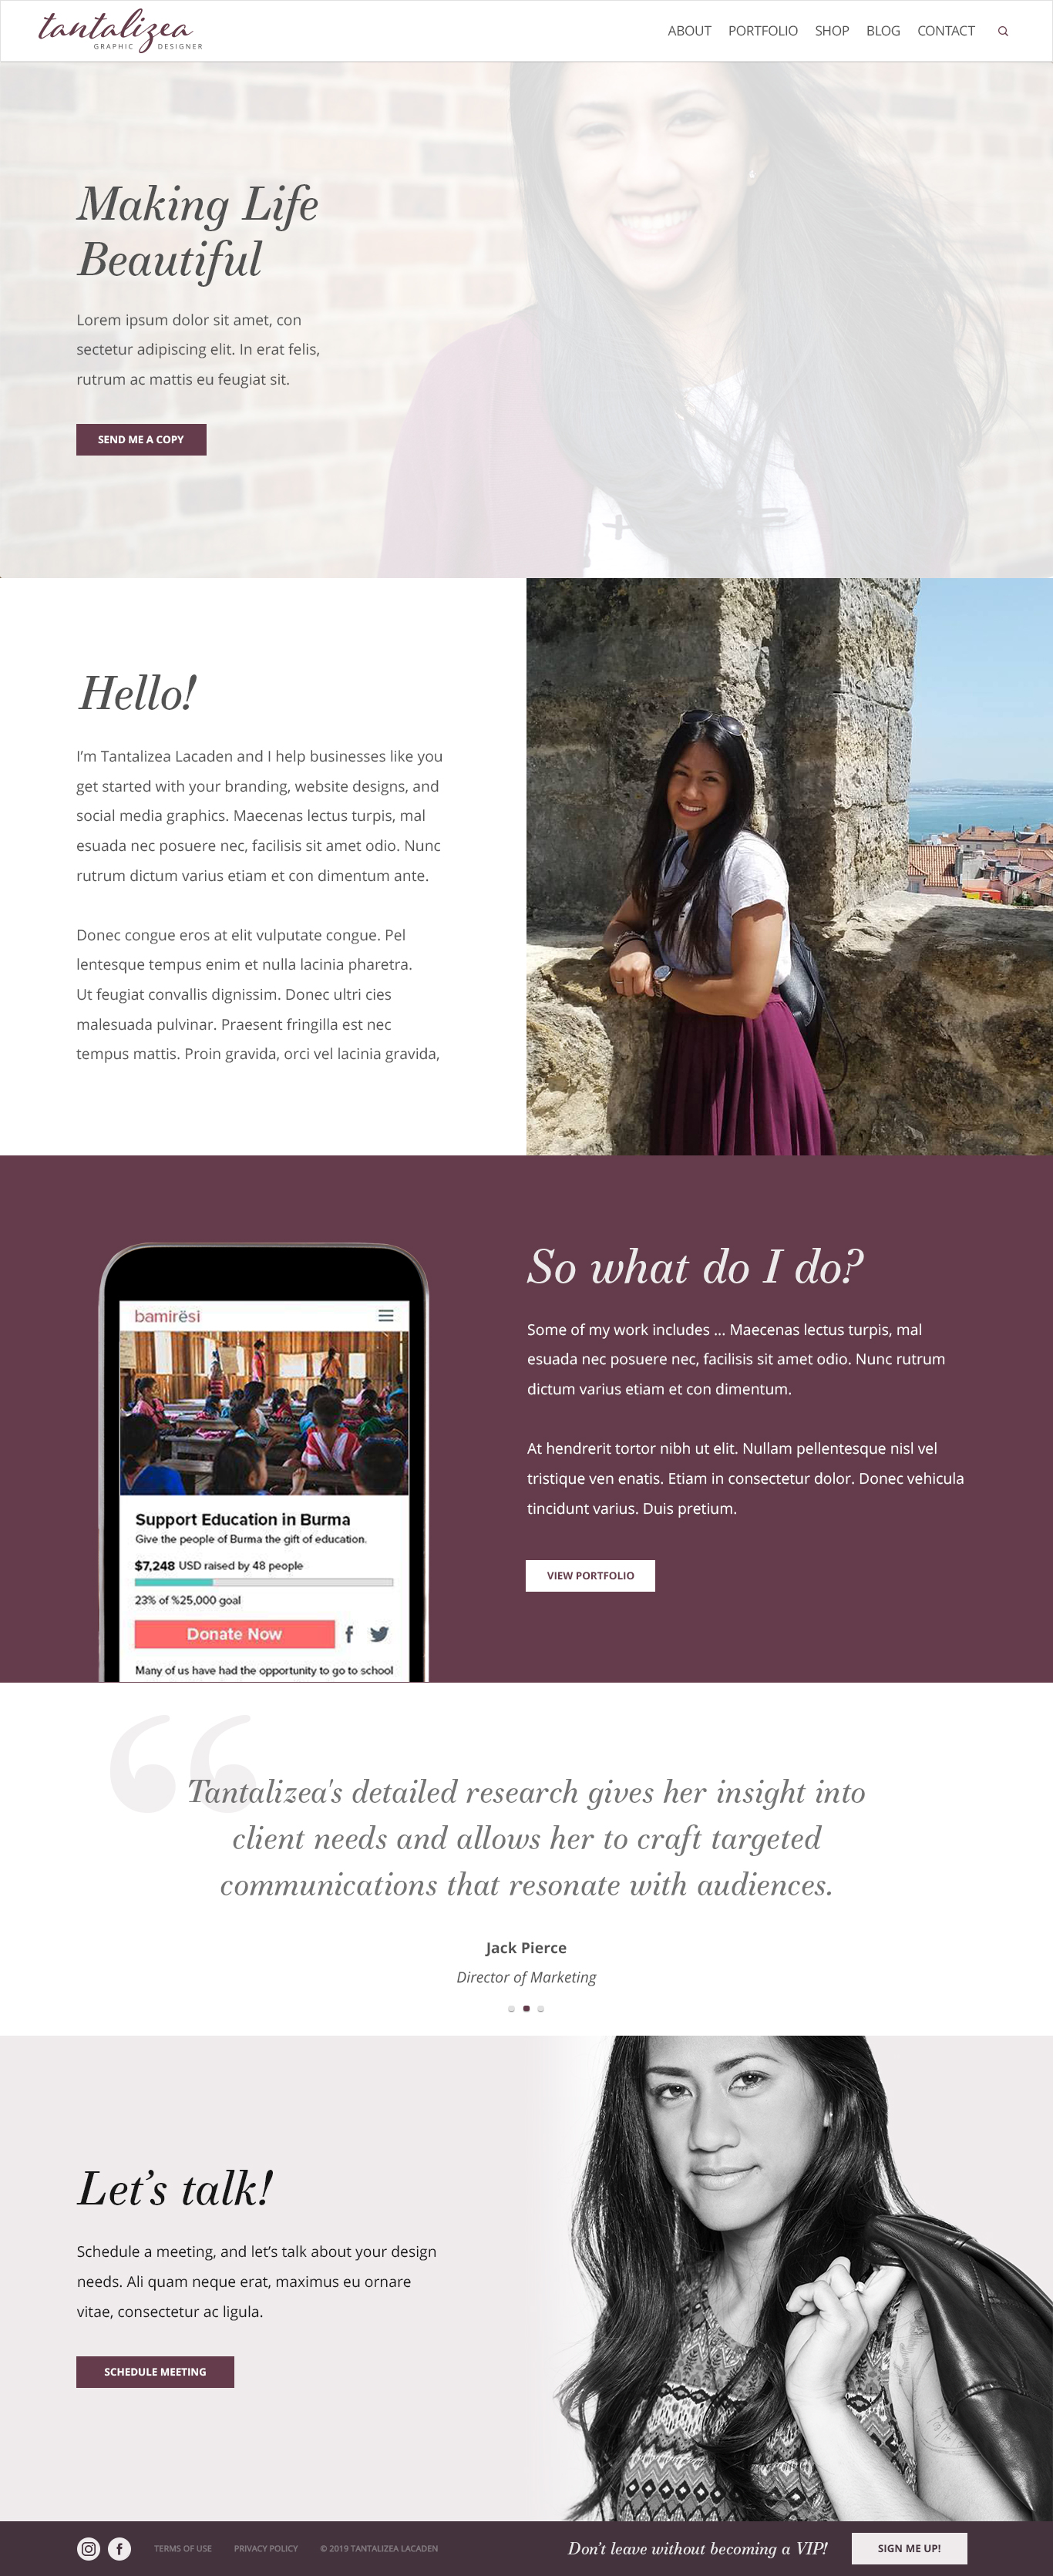 tantalizea
GRAPHIC DESIGNER
ABOUT PORTFOLIO SHOP BLOG CONTACT
Making Life
Beautiful
Lorem ipsum dolor sit amet, con
sectetur adipiscing elit. In erat felis,
rutrum ac mattis eu feugiat sit.
SEND ME A COPY
Hello!
I'm Tantalizea Lacaden and I help businesses like you
get started with your branding, website designs, and
social media graphics. Maecenas lectus turpis, mal
esuada nec posuere nec, facilisis sit amet odio. Nunc
rutrum dictum varius etiam et con dimentum ante.
Donec congue eros at elit vulputate congue. Pel
lentesque tempus enim et nulla lacinia pharetra.
Ut feugiat convallis dignissim. Donec ultri cies
malesuada pulvinar. Praesent fringilla est nec
tempus mattis. Proin gravida, orci vel lacinia gravida,
bamirësi
Support Education in Burma
Give the people of Burma the gift of education.
$7,248 USD raised by 48 people
23% of %25,000 goal
Donate Now
Many of us have had the opportunity to go to school
So what do I do?
Some of my work includes ... Maecenas lectus turpis, mal
esuada nec posuere nec, facilisis sit amet odio. Nunc rutrum
dictum varius etiam et con dimentum.
At hendrerit tortor nibh ut elit. Nullam pellentesque nisl vel
tristique ven enatis. Etiam in consectetur dolor. Donec vehicula
tincidunt varius. Duis pretium.
VIEW PORTFOLIO
“
Tantalizea's detailed research gives her insight into
client needs and allows her to craft targeted
communications that resonate with audiences.
Jack Pierce
Director of Marketing
Let’s talk!
Schedule a meeting, and let’s talk about your design
needs. Ali quam neque erat, maximus eu ornare
vitae, consectetur ac ligula.
SCHEDULE MEETING
TERMS OF USE PRIVACY POLICY © 2019 TANTALIZEA LACADEN
Don’t leave without becoming a VIP!
SIGN ME UP!